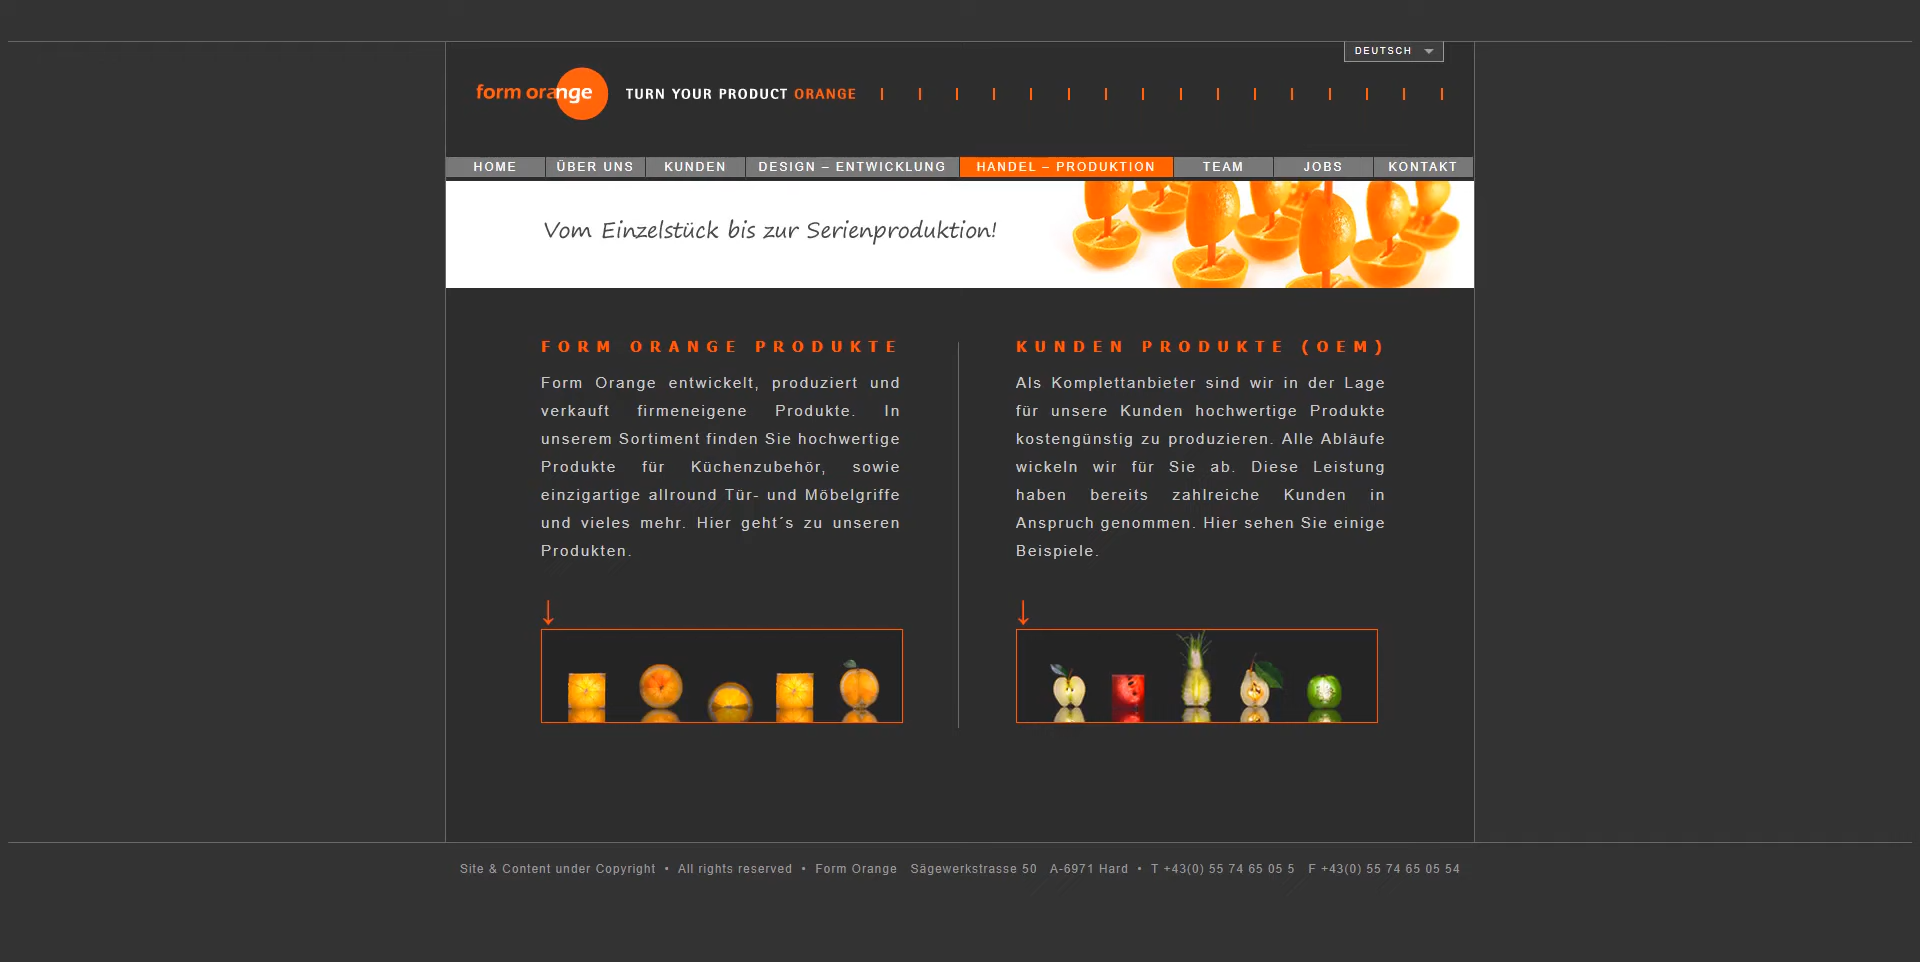 DEUTSCH
form orange TURN YOUR PRODUCT ORANGE
HOME ÜBER UNS KUNDEN DESIGN – ENTWICKLUNG HANDEL – PRODUKTION TEAM JOBS KONTAKT
Vom Einzelstück bis zur Serienproduktion!
FORM ORANGE PRODUKTE
Form Orange entwickelt, produziert und
verkauft firmeneigene Produkte. In
unserem Sortiment finden Sie hochwertige
Produkte für Küchenzubehör, sowie
einzigartige allround Tür- und Möbelgriffe
und vieles mehr. Hier geht´s zu unseren
Produkten.
↓
KUNDEN PRODUKTE (OEM)
Als Komplettanbieter sind wir in der Lage
für unsere Kunden hochwertige Produkte
kostengünstig zu produzieren. Alle Abläufe
wickeln wir für Sie ab. Diese Leistung
haben bereits zahlreiche Kunden in
Anspruch genommen. Hier sehen Sie einige
Beispiele.
↓
Site & Content under Copyright • All rights reserved • Form Orange Sägewerkstrasse 50 A-6971 Hard • T +43(0) 55 74 65 05 5 F +43(0) 55 74 65 05 54